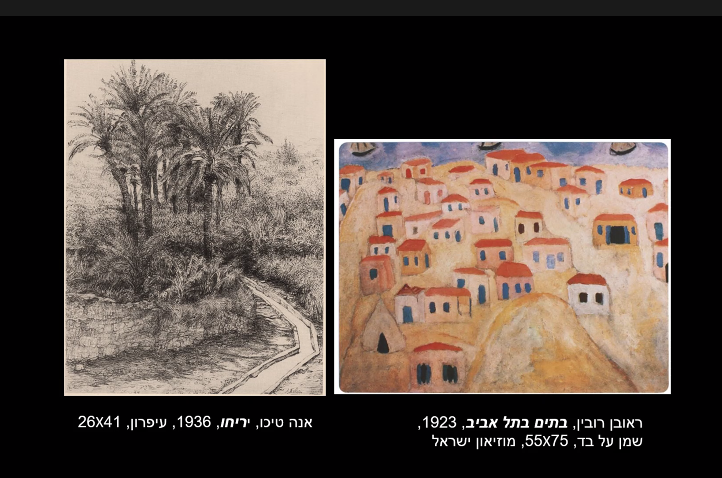 ראובן רובין, בתים בתל אביב, 1923,
שמן על בד, 55X75, מוזיאון ישראל
אנה טיכו, יריחו, 1936, עיפרון, 26X41